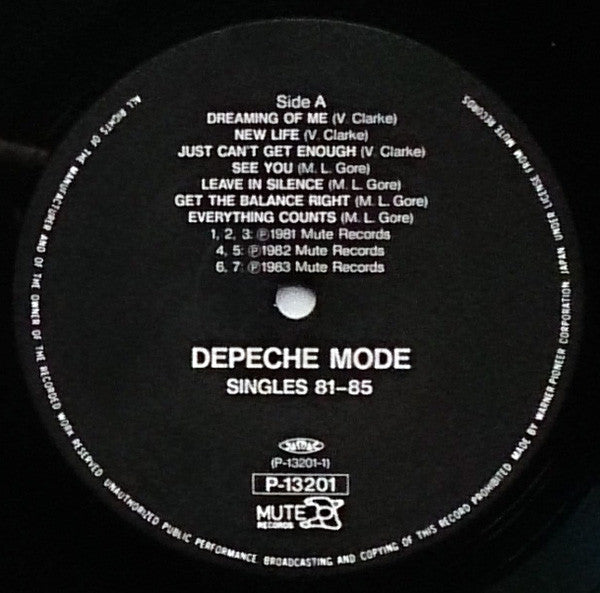 Side A
DREAMING OF ME (V. Clarke)
NEW LIFE (V. Clarke)
JUST CAN'T GET ENOUGH (V. Clarke)
SEE YOU (M. L. Gore)
LEAVE IN SILENCE (M. L. Gore)
GET THE BALANCE RIGHT (M. L. Gore)
EVERYTHING COUNTS (M. L. Gore)
1, 2, 3: ℗1981 Mute Records
4, 5: ℗1982 Mute Records
6, 7: ℗1983 Mute Records
DEPECHE MODE
SINGLES 81–85
(P-13201-1)
P-13201
MUTE
RECORDS
ALL RIGHTS OF THE MANUFACTURER AND OF THE OWNER OF THE RECORDED WORK RESERVED. UNAUTHORIZED PUBLIC PERFORMANCE. BROADCASTING AND COPYING OF THIS RECORD PROHIBITED. MADE BY WARNER-PIONEER CORPORATION, JAPAN UNDER LICENSE FROM MUTE RECORDS